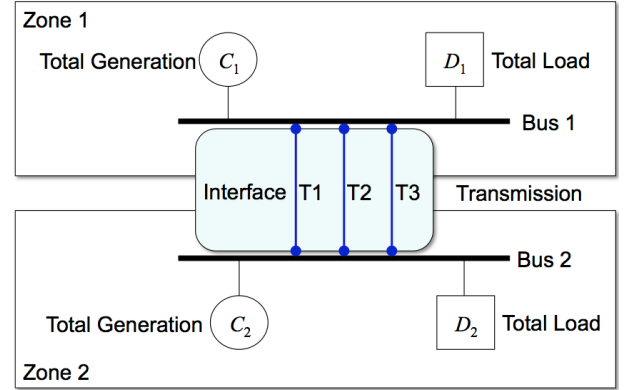 Zone 1
Total Generation C₁ D₁ Total Load
Bus 1
Interface T1 T2 T3 Transmission
Bus 2
Total Generation C₂ D₂ Total Load
Zone 2